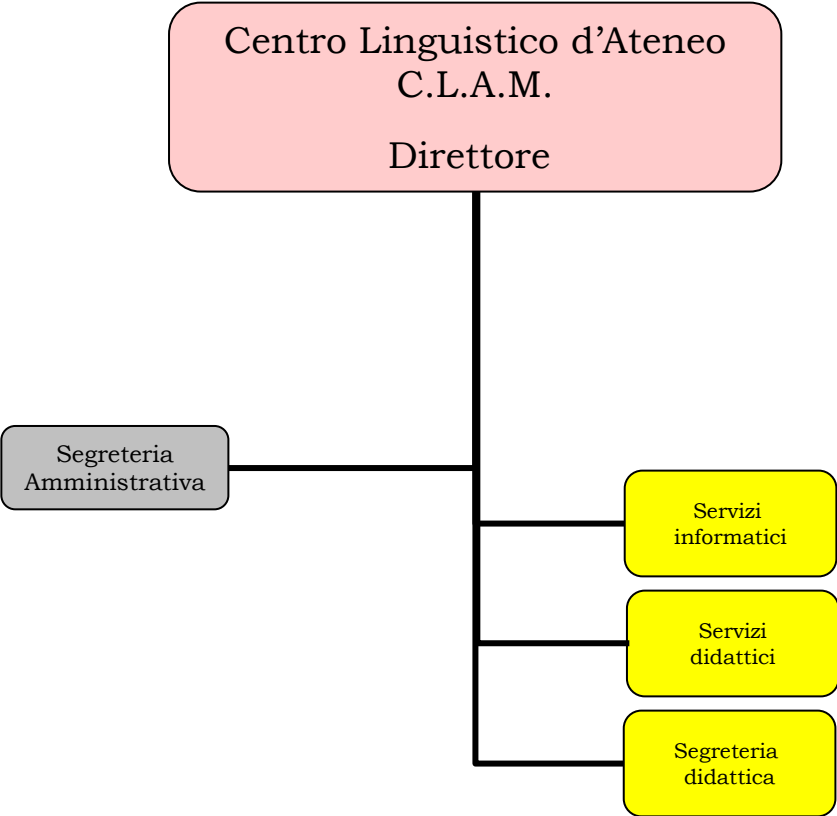 Centro Linguistico d’Ateneo
C.L.A.M.
Direttore
Segreteria
Amministrativa
Servizi
informatici
Servizi
didattici
Segreteria
didattica